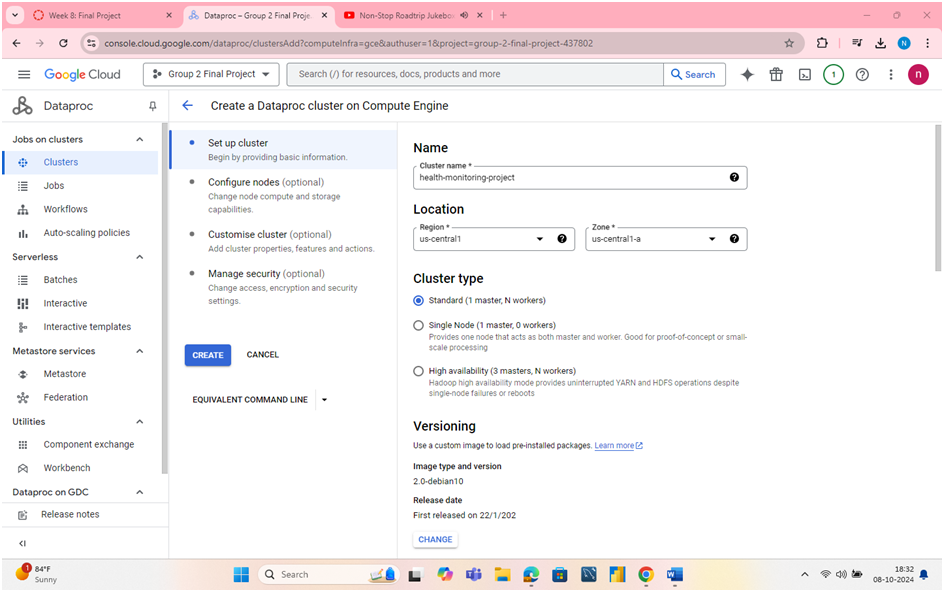 Week 8: Final Project
Dataproc – Group 2 Final Proje
Non-Stop Roadtrip Jukebo
console.cloud.google.com/dataproc/clustersAdd?computeInfra=gce&authuser=1&project=group-2-final-project-437802
N
Google Cloud
Group 2 Final Project
Search (/) for resources, docs, products and more
Search
1
n
Dataproc
Create a Dataproc cluster on Compute Engine
Jobs on clusters
Clusters
Jobs
Workflows
Auto-scaling policies
Serverless
Batches
Interactive
Interactive templates
Metastore services
Metastore
Federation
Utilities
Component exchange
Workbench
Dataproc on GDC
Release notes
Set up cluster
Begin by providing basic information.
Configure nodes (optional)
Change node compute and storage
capabilities.
Customise cluster (optional)
Add cluster properties, features and actions.
Manage security (optional)
Change access, encryption and security
settings.
CREATE
CANCEL
EQUIVALENT COMMAND LINE
Name
Cluster name *
health-monitoring-project
Location
Region *
us-central1
Zone *
us-central1-a
Cluster type
Standard (1 master, N workers)
Single Node (1 master, 0 workers)
Provides one node that acts as both master and worker. Good for proof-of-concept or small-
scale processing
High availability (3 masters, N workers)
Hadoop high availability mode provides uninterrupted YARN and HDFS operations despite
single-node failures or reboots
Versioning
Use a custom image to load pre-installed packages. Learn more
Image type and version
2.0-debian10
Release date
First released on 22/1/202
CHANGE
1
84°F
Sunny
Search
18:32
08-10-2024